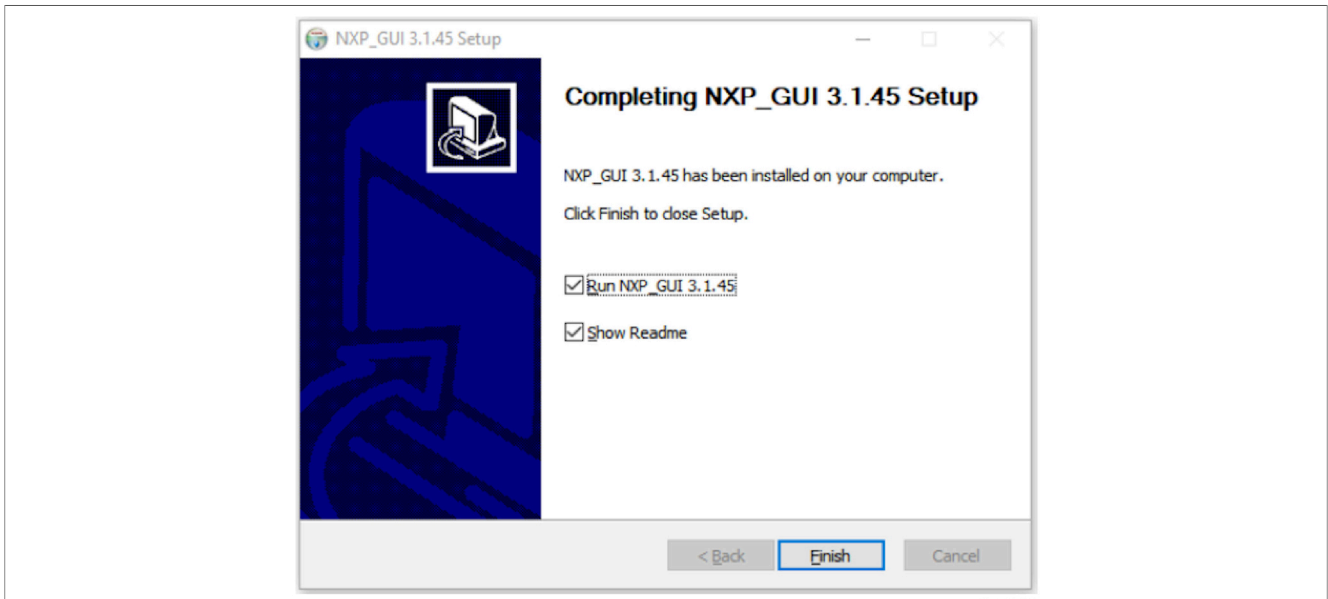 NXP_GUI 3.1.45 Setup
Completing NXP_GUI 3.1.45 Setup
NXP_GUI 3.1.45 has been installed on your computer.
Click Finish to close Setup.
Run NXP_GUI 3.1.45
Show Readme
< Back Finish Cancel